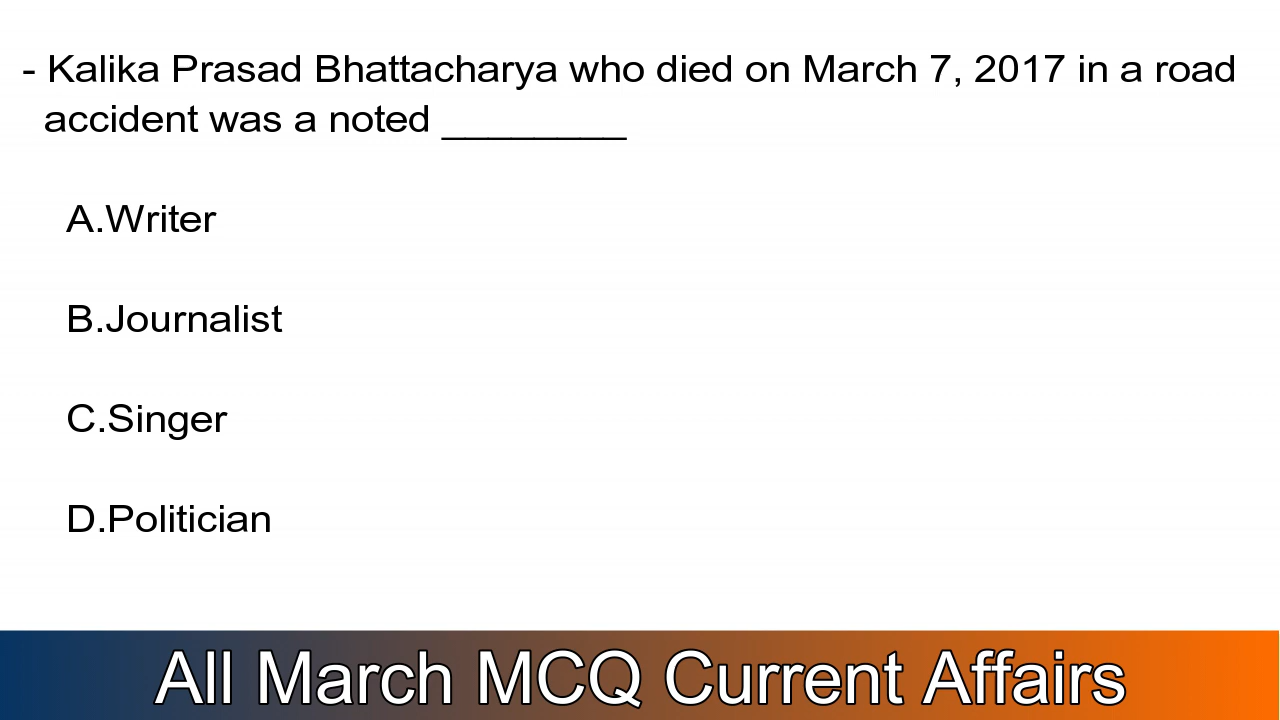 - Kalika Prasad Bhattacharya who died on March 7, 2017 in a road
accident was a noted ________
A.Writer
B.Journalist
C.Singer
D.Politician
All March MCQ Current Affairs